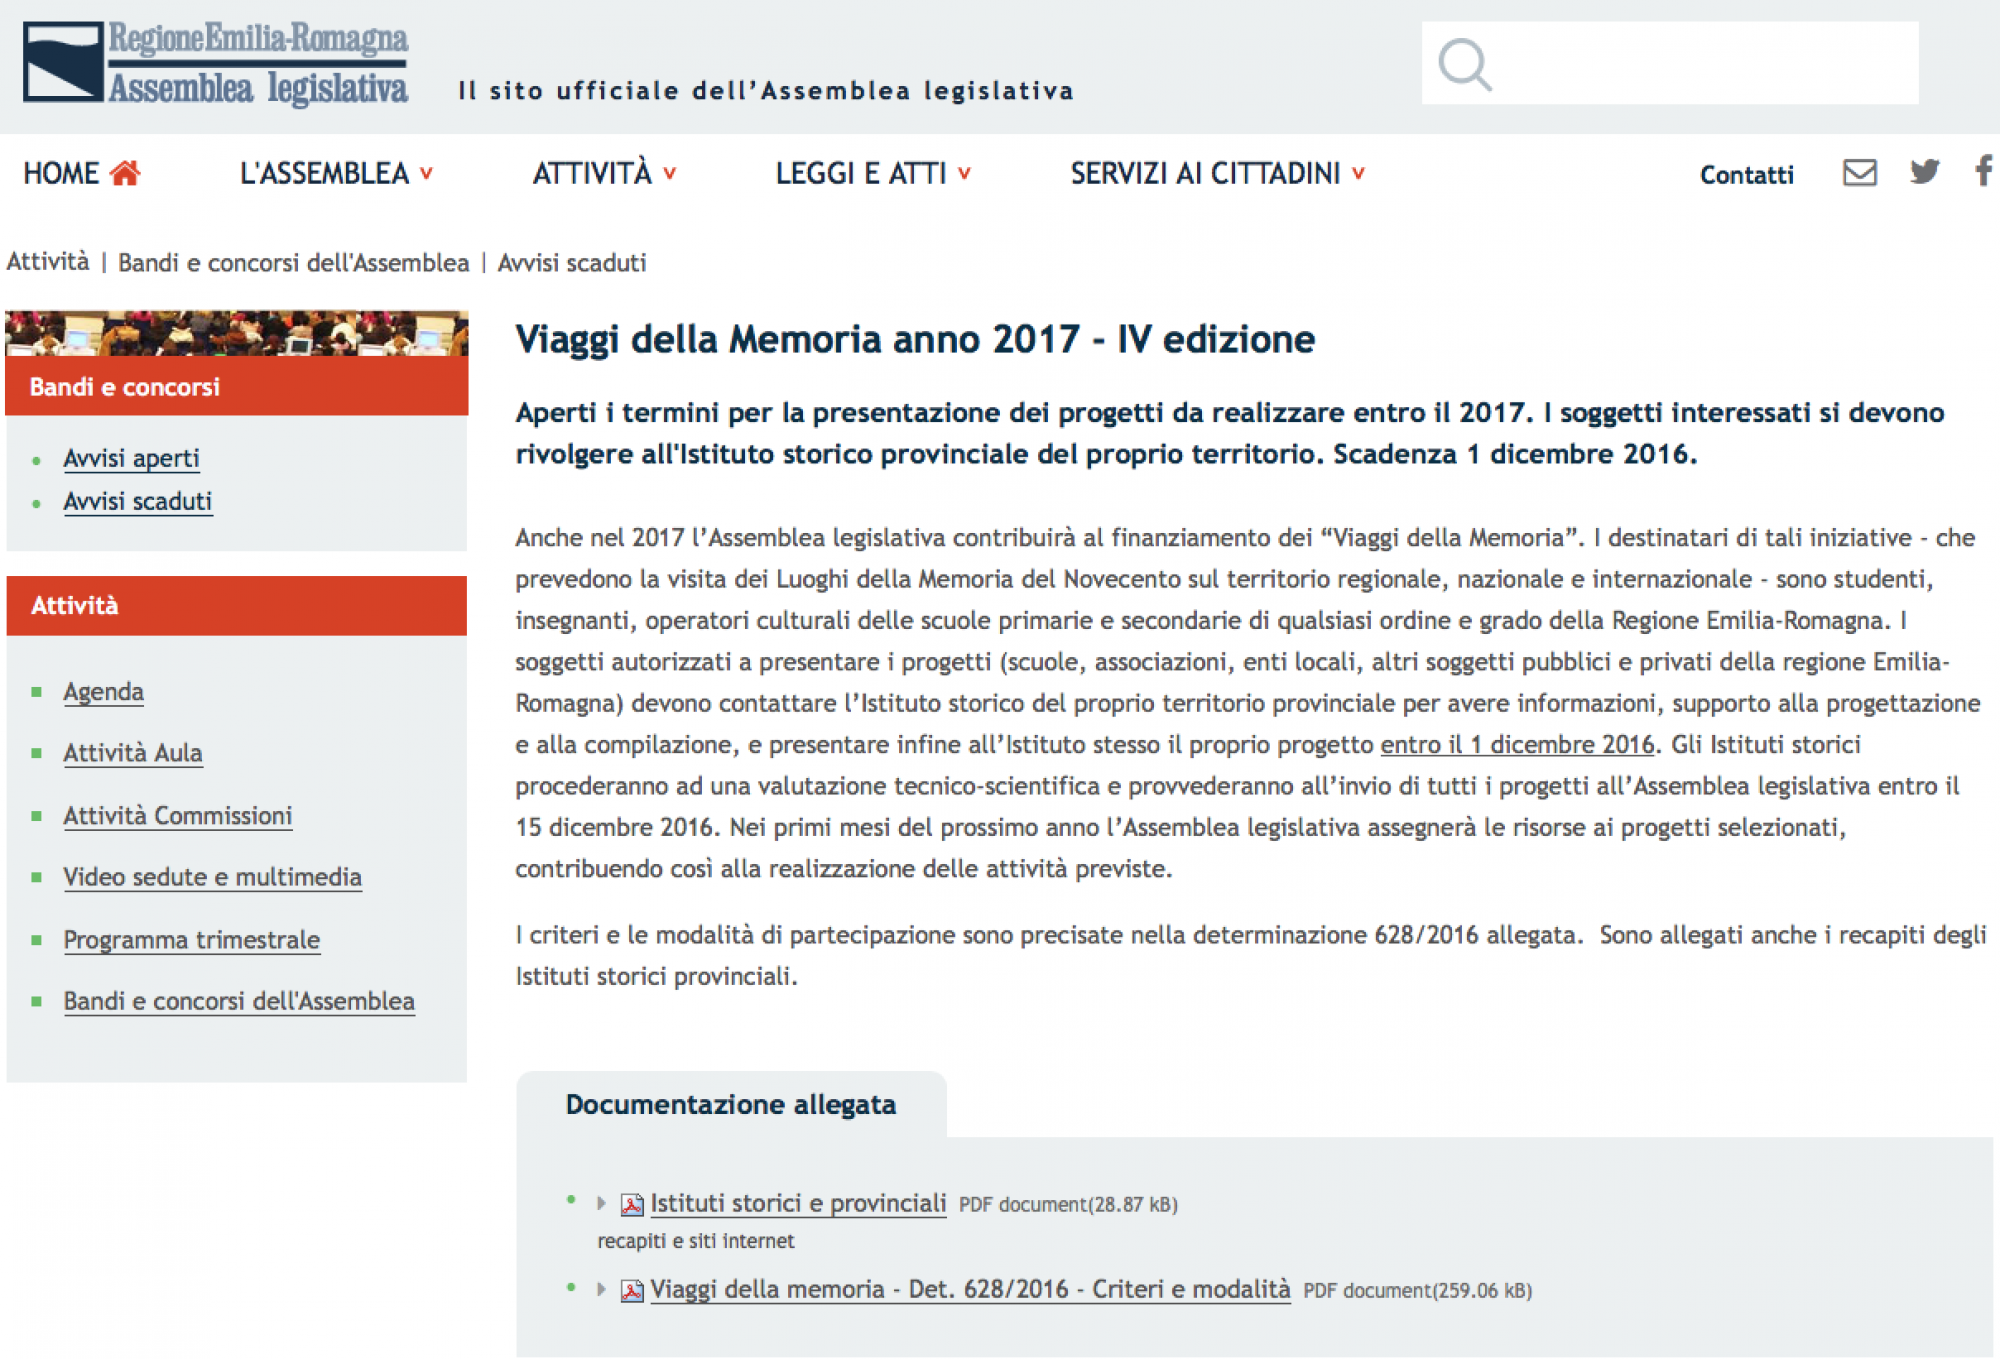 RegioneEmilia-Romagna
Assemblea legislativa
Il sito ufficiale dell’Assemblea legislativa
HOME L'ASSEMBLEA ATTIVITÀ LEGGI E ATTI SERVIZI AI CITTADINI Contatti
Attività | Bandi e concorsi dell'Assemblea | Avvisi scaduti
Bandi e concorsi
Avvisi aperti
Avvisi scaduti
Attività
Agenda
Attività Aula
Attività Commissioni
Video sedute e multimedia
Programma trimestrale
Bandi e concorsi dell'Assemblea
Viaggi della Memoria anno 2017 - IV edizione
Aperti i termini per la presentazione dei progetti da realizzare entro il 2017. I soggetti interessati si devono
rivolgere all'Istituto storico provinciale del proprio territorio. Scadenza 1 dicembre 2016.
Anche nel 2017 l’Assemblea legislativa contribuirà al finanziamento dei “Viaggi della Memoria”. I destinatari di tali iniziative - che
prevedono la visita dei Luoghi della Memoria del Novecento sul territorio regionale, nazionale e internazionale - sono studenti,
insegnanti, operatori culturali delle scuole primarie e secondarie di qualsiasi ordine e grado della Regione Emilia-Romagna. I
soggetti autorizzati a presentare i progetti (scuole, associazioni, enti locali, altri soggetti pubblici e privati della regione Emilia-
Romagna) devono contattare l’Istituto storico del proprio territorio provinciale per avere informazioni, supporto alla progettazione
e alla compilazione, e presentare infine all’Istituto stesso il proprio progetto entro il 1 dicembre 2016. Gli Istituti storici
procederanno ad una valutazione tecnico-scientifica e provvederanno all’invio di tutti i progetti all’Assemblea legislativa entro il
15 dicembre 2016. Nei primi mesi del prossimo anno l’Assemblea legislativa assegnerà le risorse ai progetti selezionati,
contribuendo così alla realizzazione delle attività previste.
I criteri e le modalità di partecipazione sono precisate nella determinazione 628/2016 allegata.  Sono allegati anche i recapiti degli
Istituti storici provinciali.
Documentazione allegata
Istituti storici e provinciali PDF document(28.87 kB)
recapiti e siti internet
Viaggi della memoria - Det. 628/2016 - Criteri e modalità PDF document(259.06 kB)